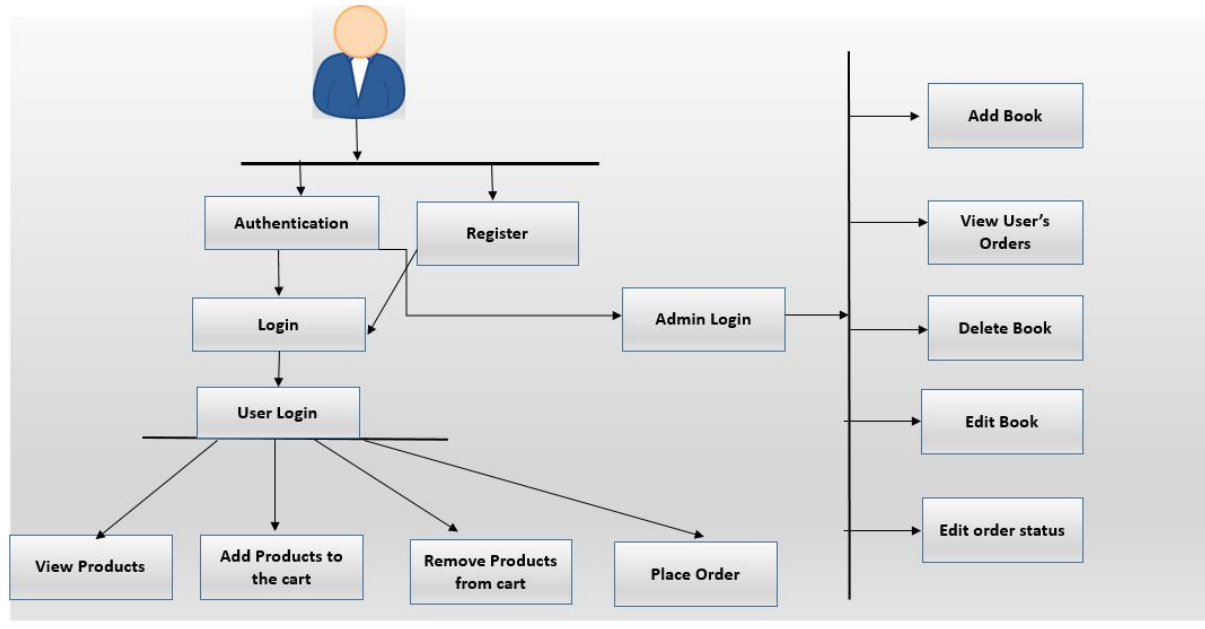 Authentication
Register
Login
Admin Login
User Login
View Products
Add Products to
the cart
Remove Products
from cart
Place Order
Add Book
View User’s
Orders
Delete Book
Edit Book
Edit order status